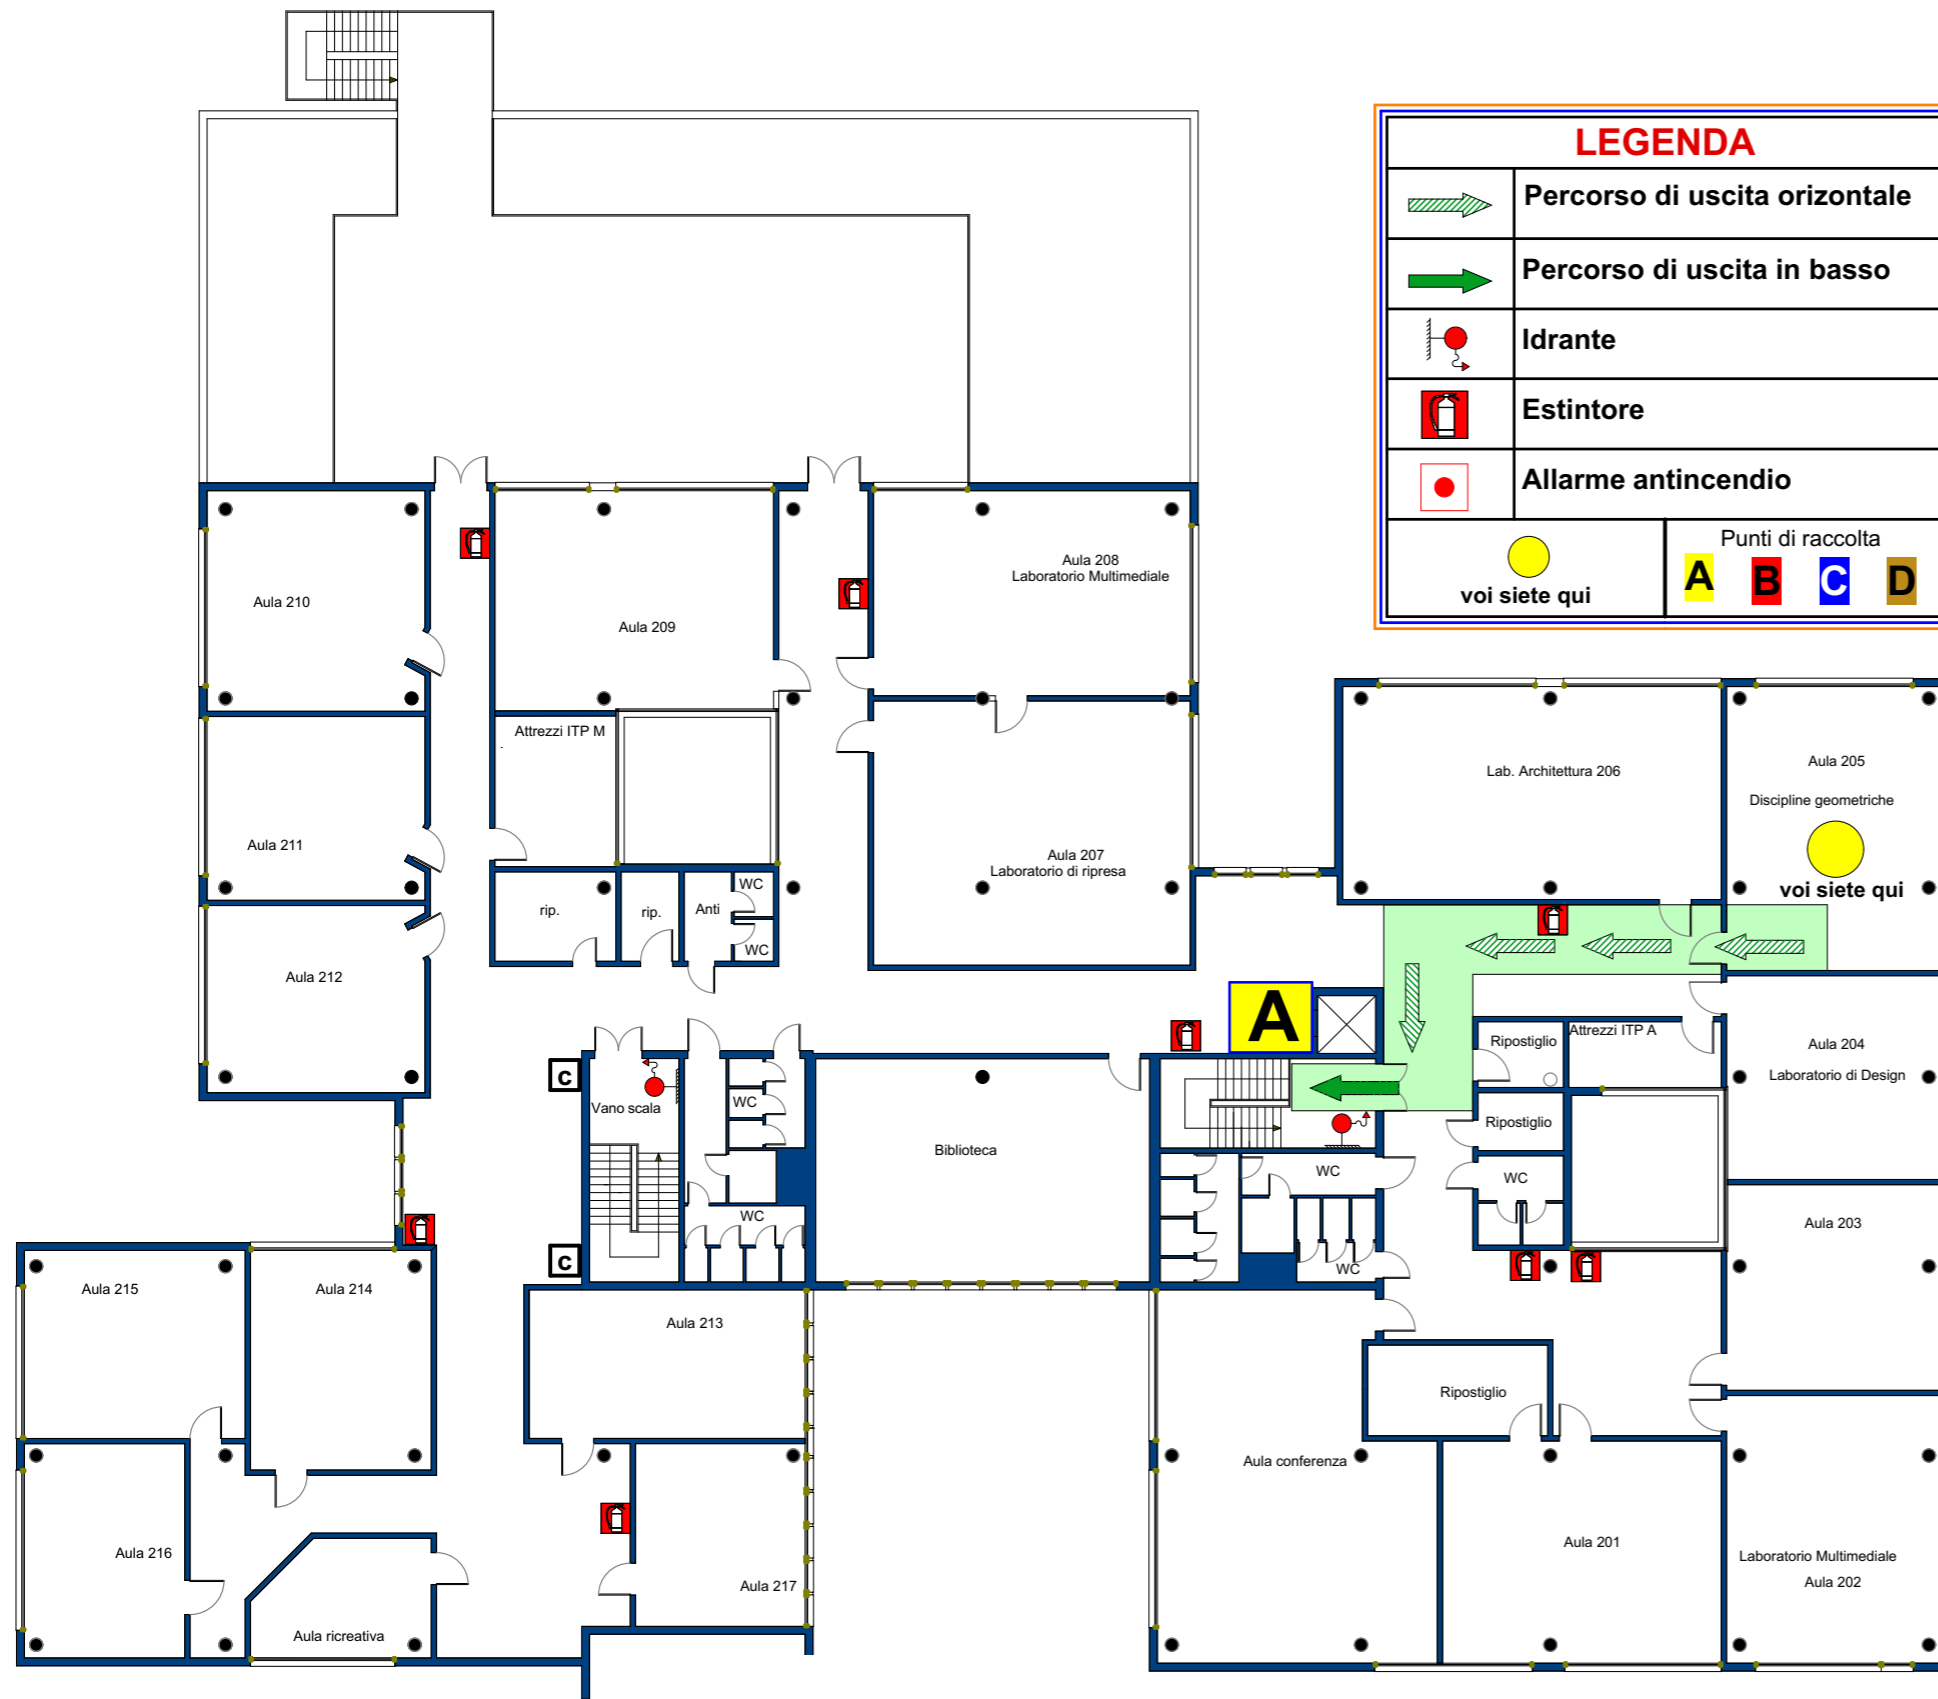 LEGENDA
Percorso di uscita orizontale
Percorso di uscita in basso
Idrante
Estintore
Allarme antincendio
voi siete qui
Punti di raccolta
A B C D
Aula 208
Laboratorio Multimediale
Aula 210
Aula 209
Attrezzi ITP M
Lab. Architettura 206
Aula 205
Discipline geometriche
voi siete qui
Aula 211
Aula 207
Laboratorio di ripresa
WC
rip.
rip.
Anti
WC
Aula 212
A
Ripostiglio
Attrezzi ITP A
Aula 204
Laboratorio di Design
c
Vano scala
WC
Biblioteca
Ripostiglio
WC
WC
Aula 203
WC
c
WC
Aula 215
Aula 214
Aula 213
Ripostiglio
Aula conferenza
Aula 216
Aula 217
Aula 201
Laboratorio Multimediale
Aula 202
Aula ricreativa